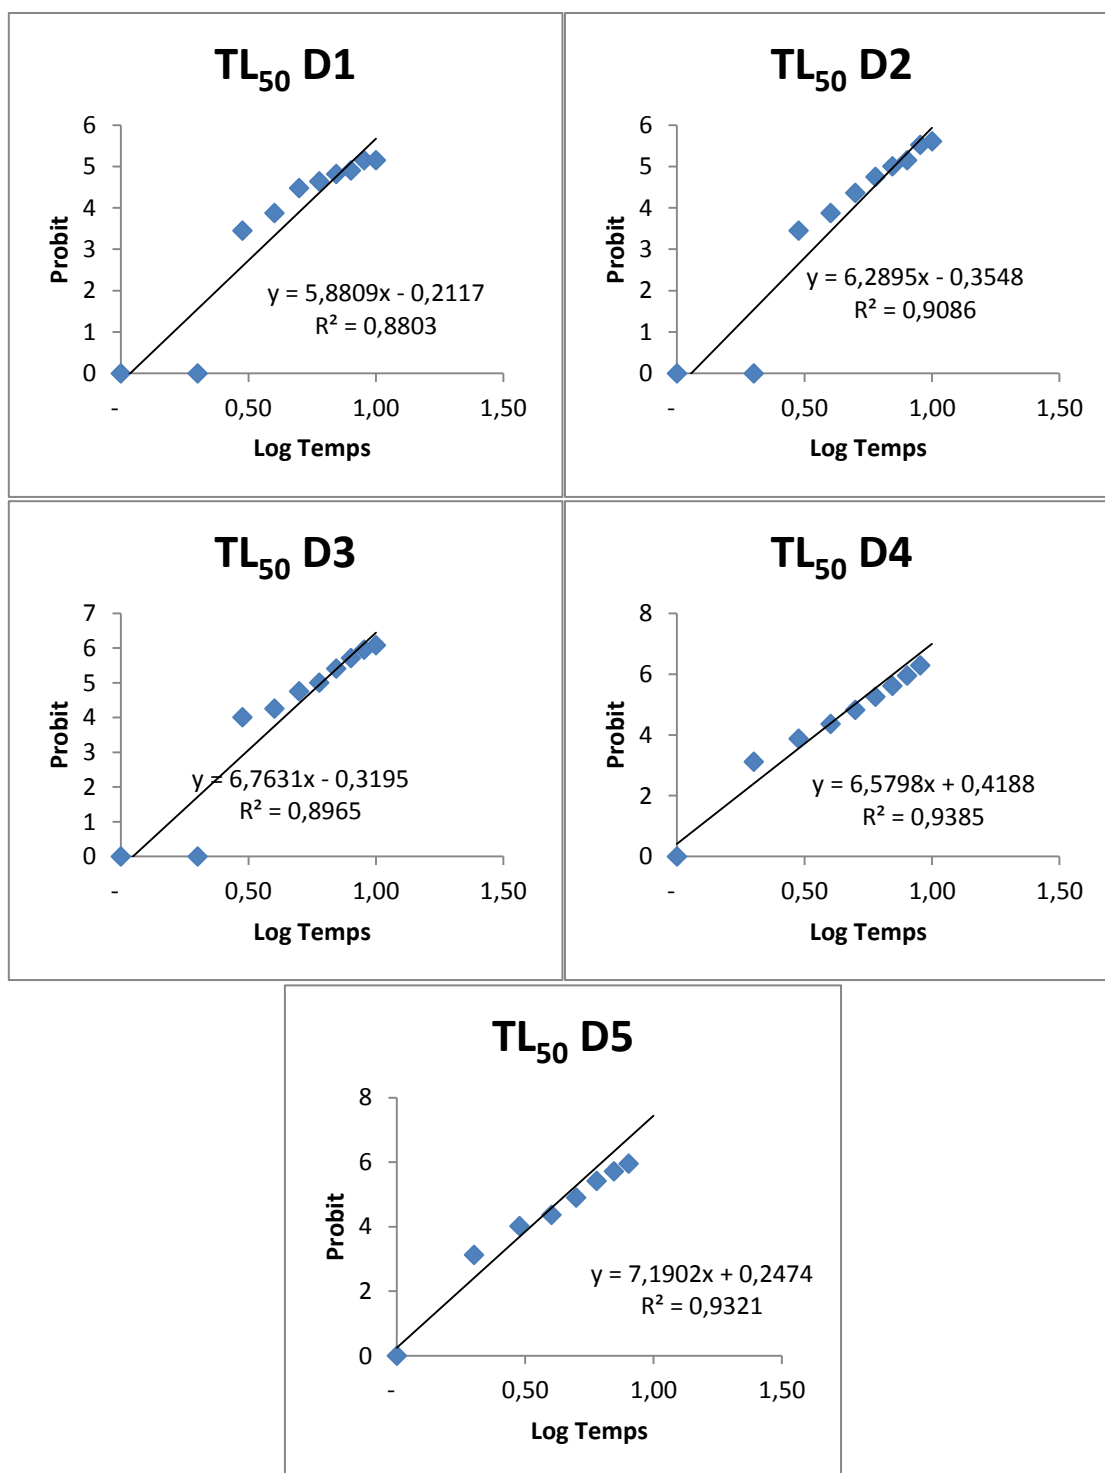 TL50 D1
6
5
4
3
2
1
0
Probit
y = 5,8809x - 0,2117
R² = 0,8803
-
0,50
1,00
1,50
Log Temps
TL50 D2
6
5
4
3
2
1
0
Probit
y = 6,2895x - 0,3548
R² = 0,9086
-
0,50
1,00
1,50
Log Temps
TL50 D3
7
6
5
4
3
2
1
0
Probit
y = 6,7631x - 0,3195
R² = 0,8965
-
0,50
1,00
1,50
Log Temps
TL50 D4
8
6
4
2
0
Probit
y = 6,5798x + 0,4188
R² = 0,9385
-
0,50
1,00
1,50
Log Temps
TL50 D5
8
6
4
2
0
Probit
y = 7,1902x + 0,2474
R² = 0,9321
-
0,50
1,00
1,50
Log Temps